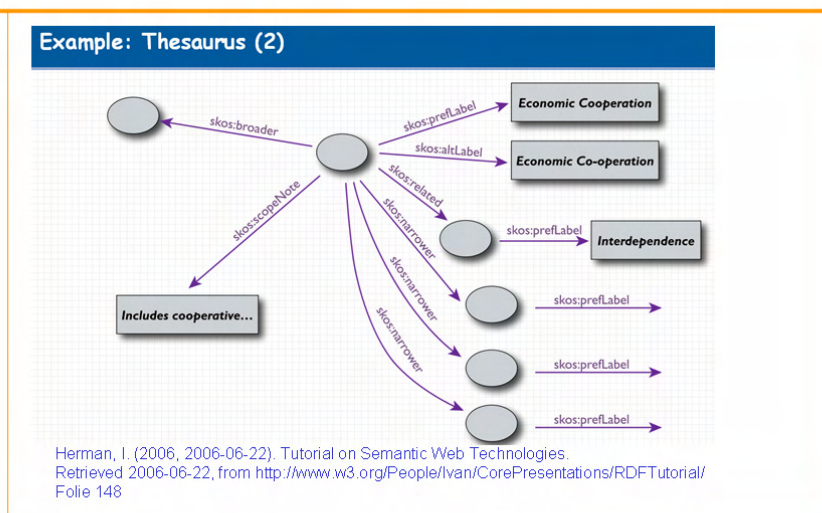 Example: Thesaurus (2)
skos:broader
skos:prefLabel
Economic Cooperation
skos:altLabel
Economic Co-operation
skos:related
skos:scopeNote
skos:narrower
skos:prefLabel
Interdependence
skos:narrower
skos:prefLabel
Includes cooperative...
skos:narrower
skos:prefLabel
skos:prefLabel
Herman, I. (2006, 2006-06-22). Tutorial on Semantic Web Technologies.
Retrieved 2006-06-22, from http://www.w3.org/People/Ivan/CorePresentations/RDFTutorial/
Folie 148